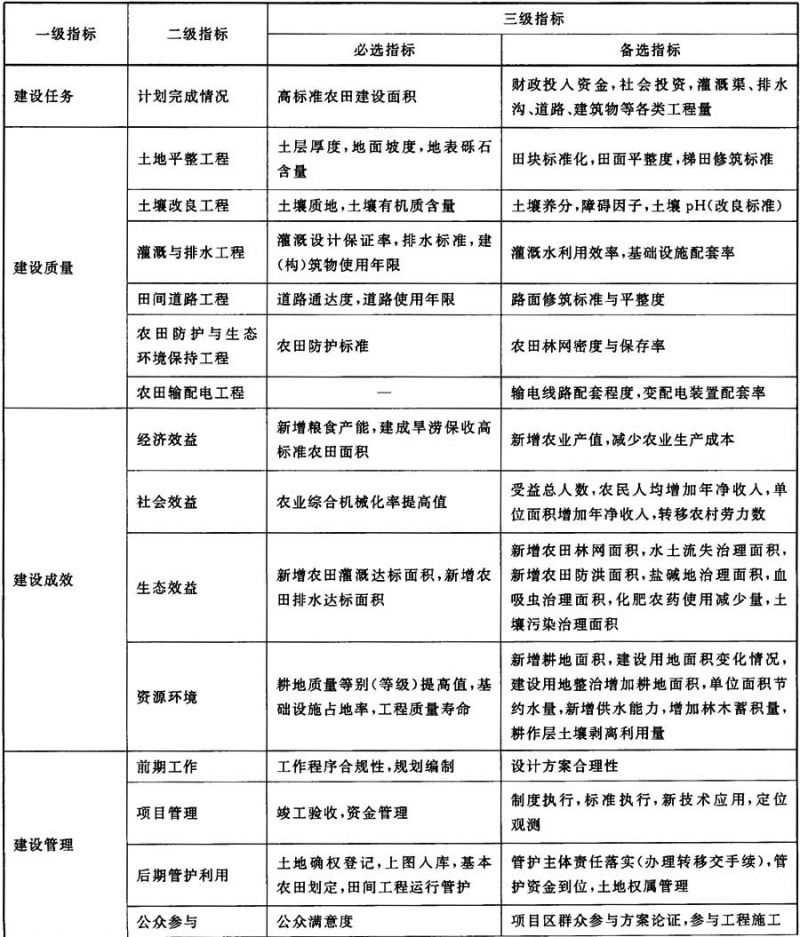 一级指标
二级指标
三级指标
必选指标
备选指标
建设任务
计划完成情况
高标准农田建设面积
财政投入资金,社会投资,灌溉渠、排水
沟、道路、建筑物等各类工程量
建设质量
土地平整工程
土层厚度,地面坡度,地表砾石
含量
田块标准化,田面平整度,梯田修筑标准
土壤改良工程
土壤质地,土壤有机质含量
土壤养分,障碍因子,土壤 pH(改良标准)
灌溉与排水工程
灌溉设计保证率,排水标准,建
(构)筑物使用年限
灌溉水利用效率,基础设施配套率
田间道路工程
道路通达度,道路使用年限
路面修筑标准与平整度
农田防护与生态
环境保持工程
农田防护标准
农田林网密度与保存率
农田输配电工程
—
输电线路配套程度,变配电装置配套率
建设成效
经济效益
新增粮食产能,建成旱涝保收高
标准农田面积
新增农业产值,减少农业生产成本
社会效益
农业综合机械化率提高值
受益总人数,农民人均增加年净收入,单
位面积增加年净收入,转移农村劳力数
生态效益
新增农田灌溉达标面积,新增农
田排水达标面积
新增农田林网面积,水土流失治理面积,
新增农田防洪面积,盐碱地治理面积,血
吸虫治理面积,化肥农药使用减少量,土
壤污染治理面积
资源环境
耕地质量等别(等级)提高值,基
础设施占地率,工程质量寿命
新增耕地面积,建设用地面积变化情况,
建设用地整治增加耕地面积,单位面积节
约水量,新增供水能力,增加林木蓄积量,
耕作层土壤剥离利用量
建设管理
前期工作
工作程序合规性,规划编制
设计方案合理性
项目管理
竣工验收,资金管理
制度执行,标准执行,新技术应用,定位
观测
后期管护利用
土地确权登记,上图入库,基本
农田划定,田间工程运行管护
管护主体责任落实(办理转移交手续),管
护资金到位,土地权属管理
公众参与
公众满意度
项目区群众参与方案论证,参与工程施工